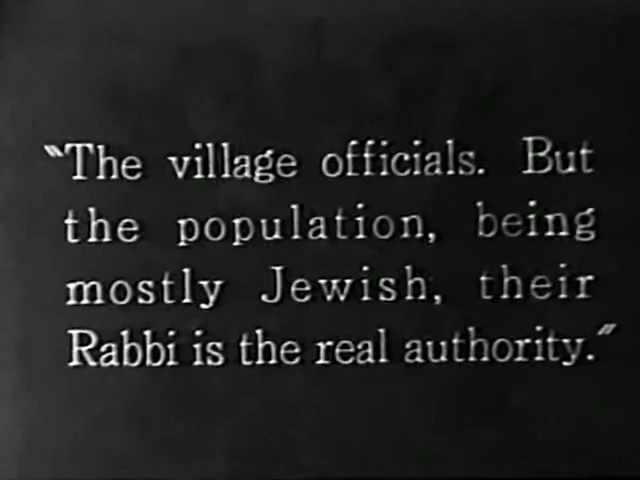 "The village officials. But
the population, being
mostly Jewish, their
Rabbi is the real authority."